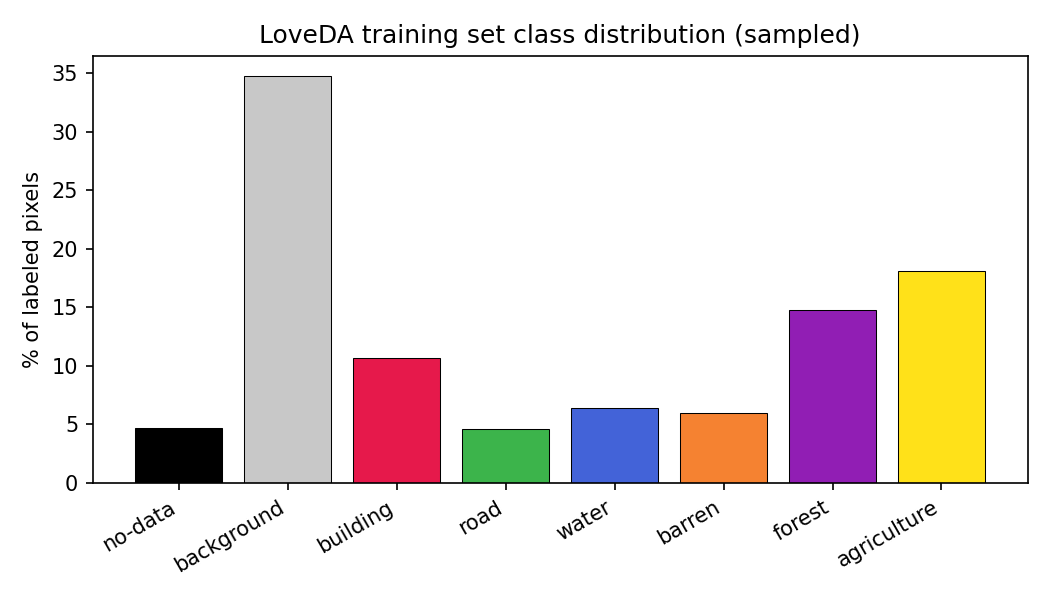 LoveDA training set class distribution (sampled)
% of labeled pixels
35
30
25
20
15
10
5
0
no-data
background
building
road
water
barren
forest
agriculture